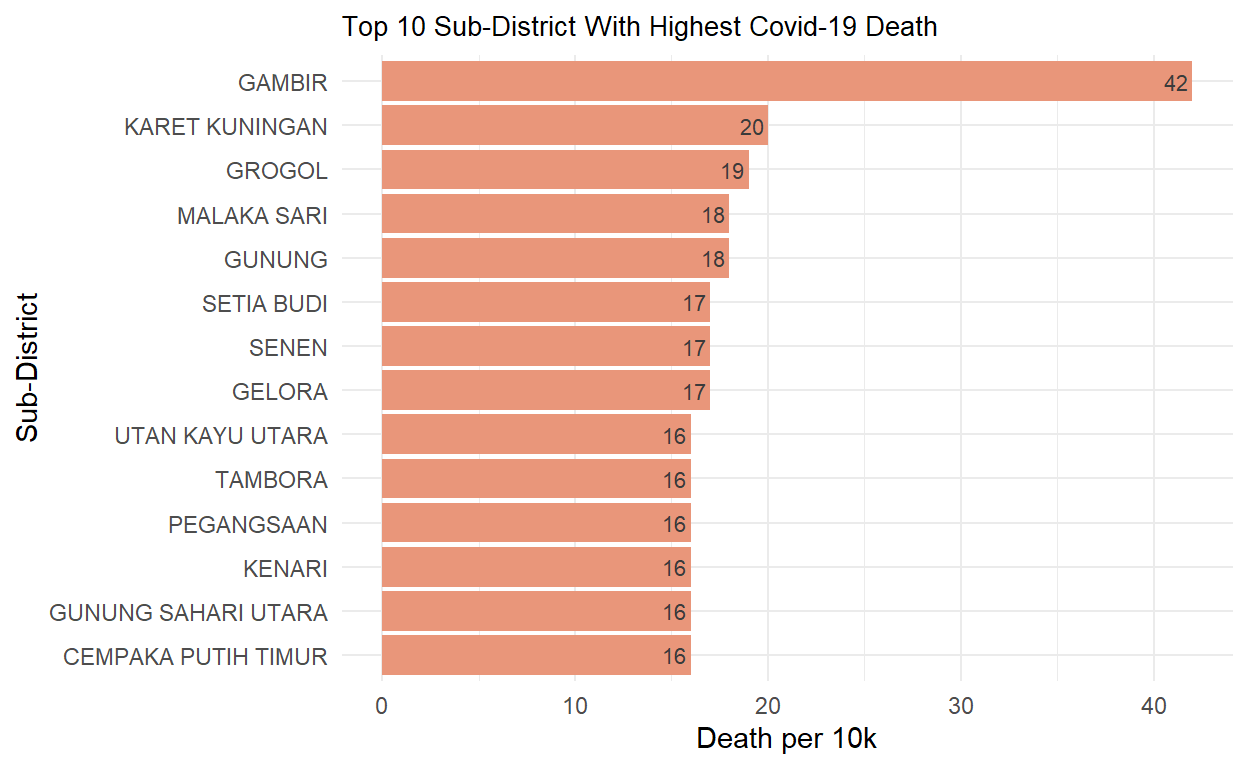 Top 10 Sub-District With Highest Covid-19 Death
GAMBIR 42
KARET KUNINGAN 20
GROGOL 19
MALAKA SARI 18
GUNUNG 18
SETIA BUDI 17
SENEN 17
GELORA 17
UTAN KAYU UTARA 16
TAMBORA 16
PEGANGSAAN 16
KENARI 16
GUNUNG SAHARI UTARA 16
CEMPAKA PUTIH TIMUR 16
Sub-District
0 10 20 30 40
Death per 10k